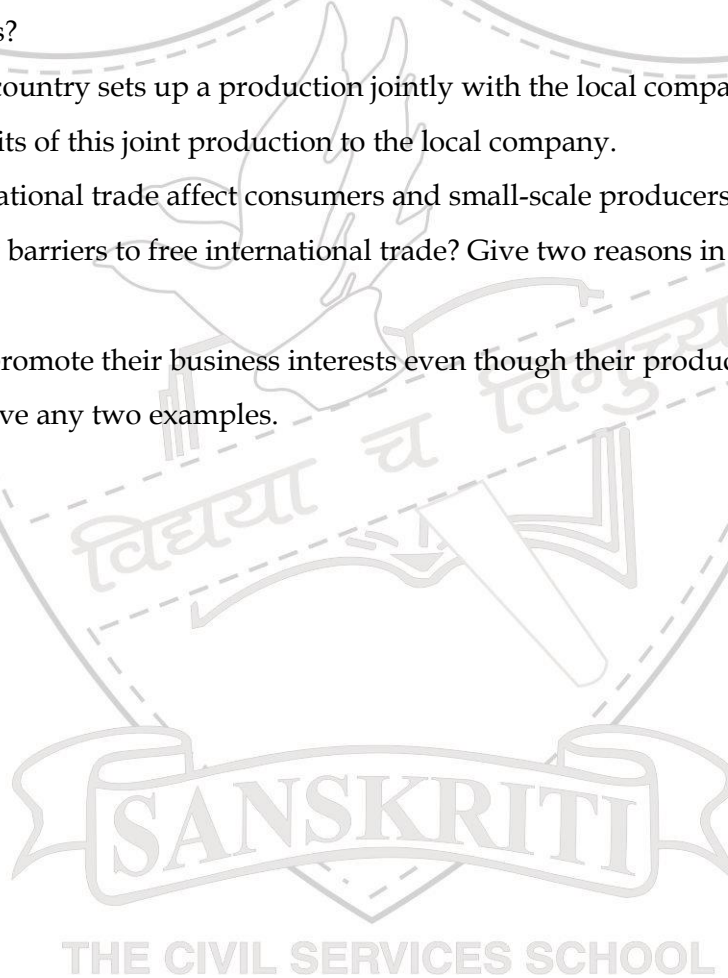 s?
country sets up a production jointly with the local compa
its of this joint production to the local company.
ational trade affect consumers and small-scale producers
barriers to free international trade? Give two reasons in
romote their business interests even though their produc
ve any two examples.
विद्यया च विन्दुच्य
SANSKRITI
THE CIVIL SERVICES SCHOOL